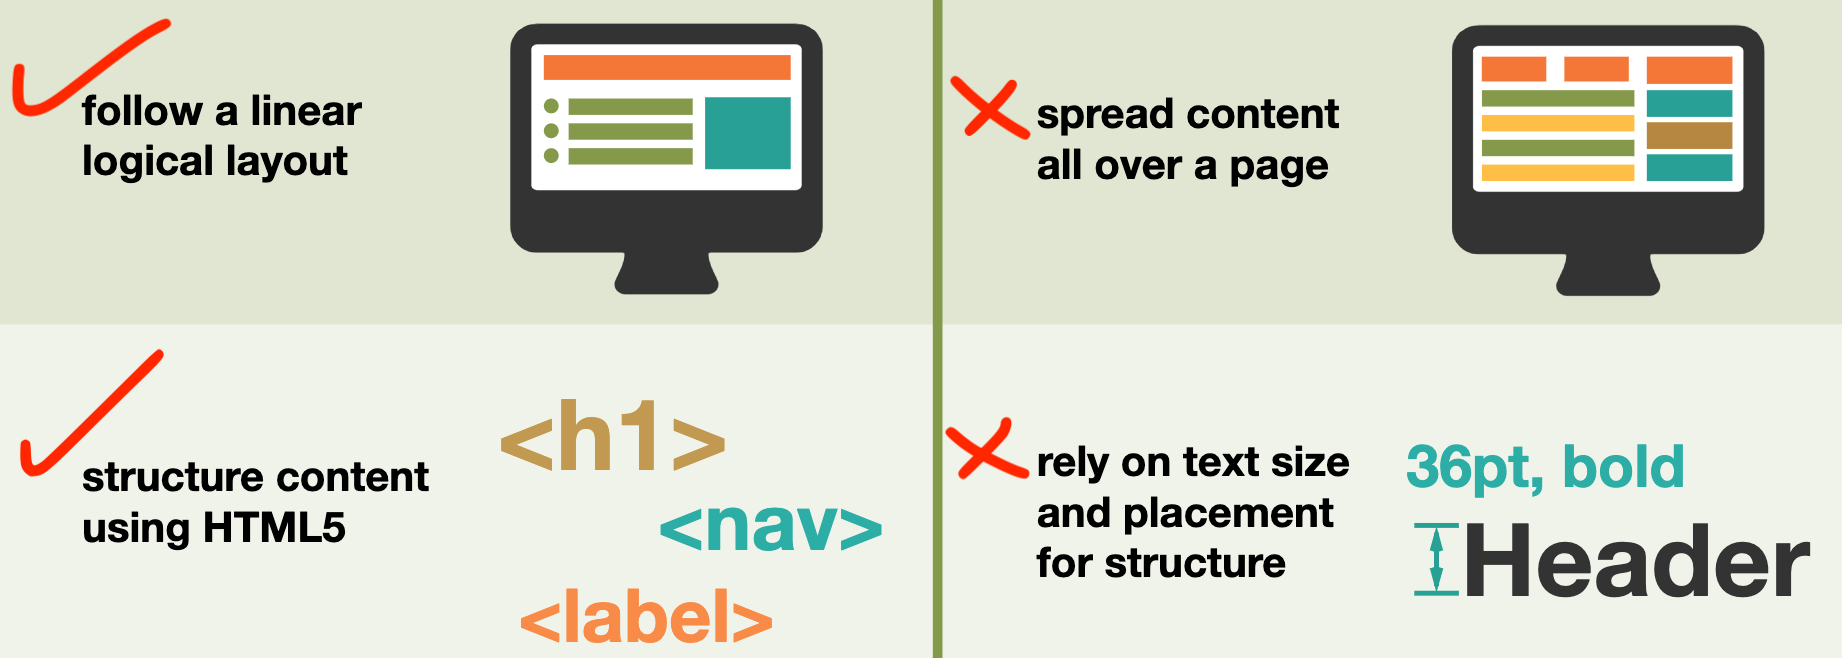 follow a linear
logical layout
spread content
all over a page
structure content
using HTML5
<h1>
<nav>
<label>
rely on text size
and placement
for structure
36pt, bold
Header